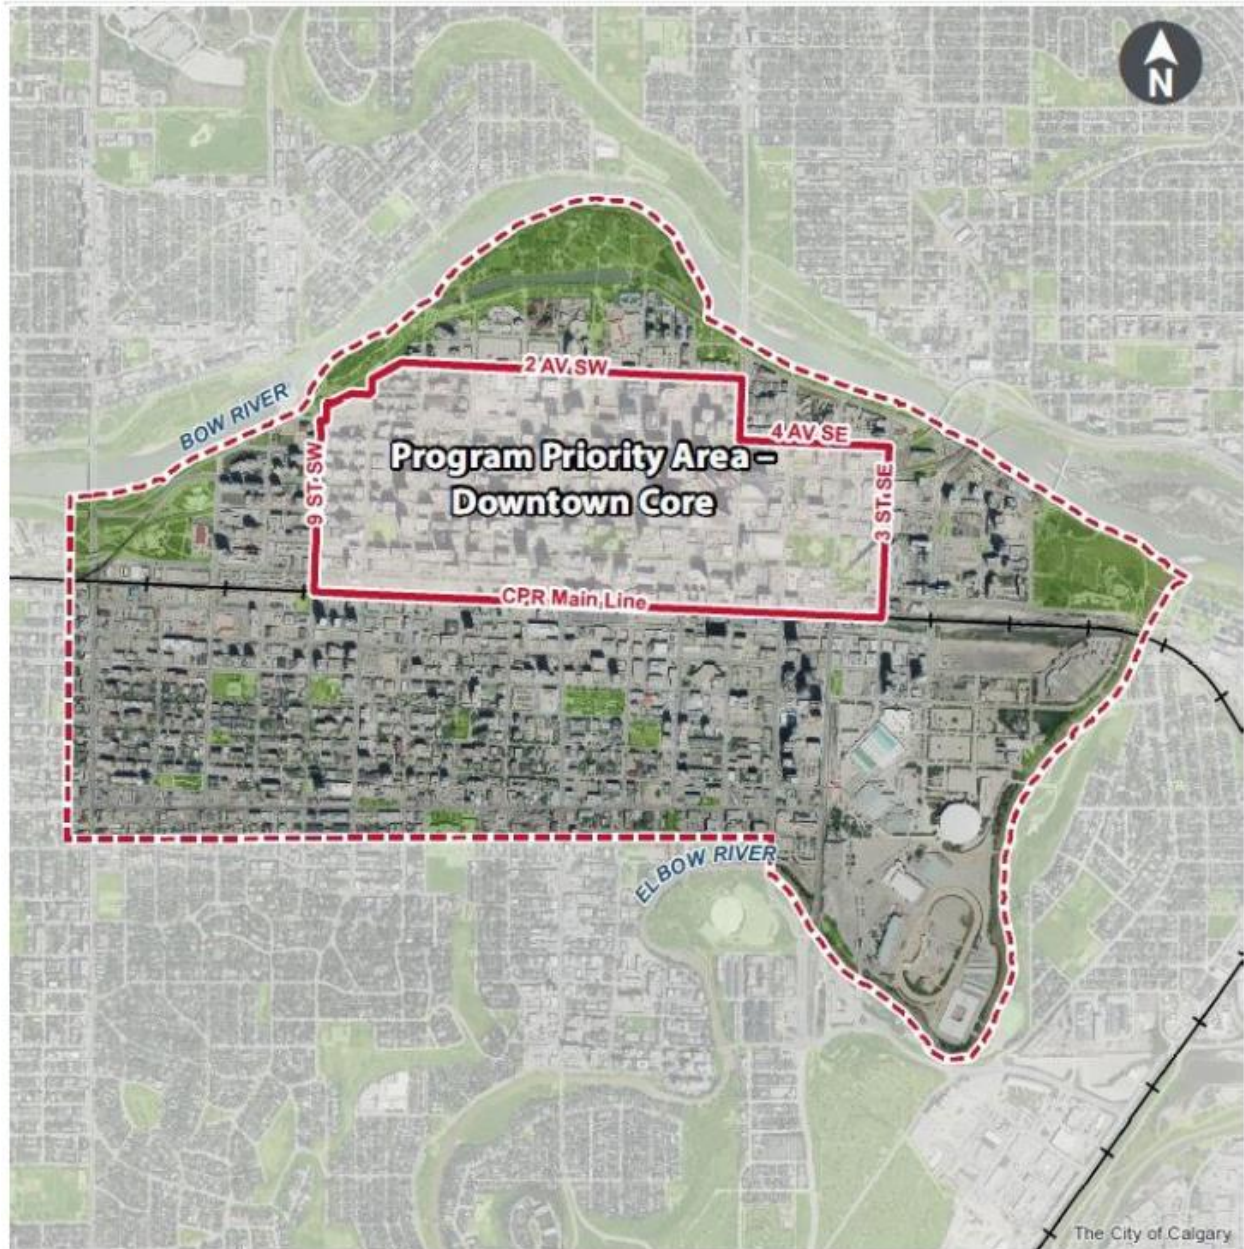 N
2 AV SW
BOW RIVER
4 AV SE
Program Priority Area –
Downtown Core
9 ST SW
3 ST SE
CPR Main Line
ELBOW RIVER
The City of Calgary